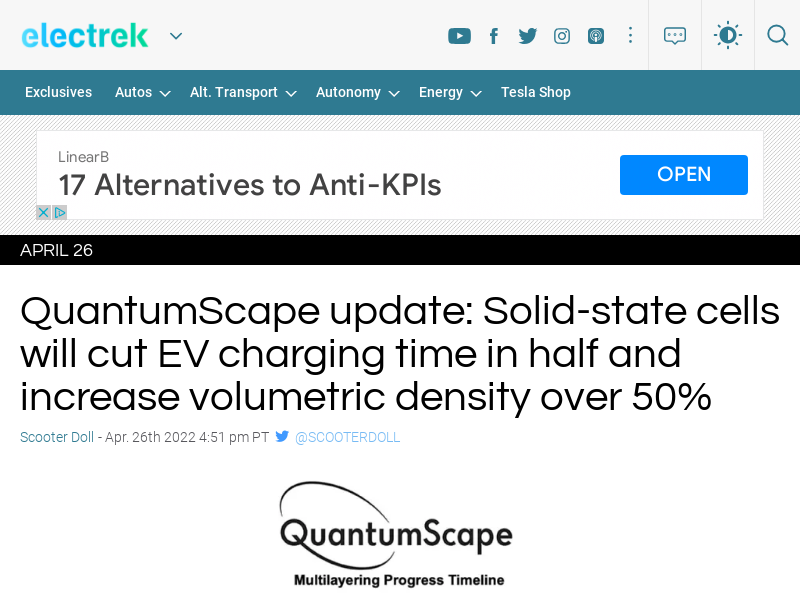 electrek
Exclusives Autos Alt. Transport Autonomy Energy Tesla Shop
LinearB
17 Alternatives to Anti-KPIs
OPEN
APRIL 26
QuantumScape update: Solid-state cells
will cut EV charging time in half and
increase volumetric density over 50%
Scooter Doll - Apr. 26th 2022 4:51 pm PT @SCOOTERDOLL
QuantumScape
Multilayering Progress Timeline